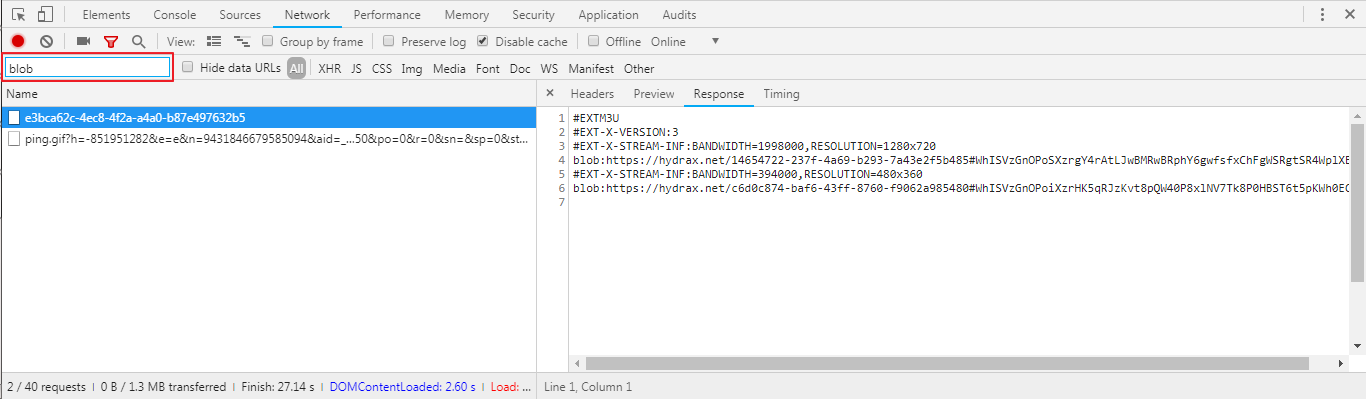 Elements Console Sources Network Performance Memory Security Application Audits
View: Group by frame Preserve log Disable cache Offline Online
blob Hide data URLs All XHR JS CSS Img Media Font Doc WS Manifest Other
Name
e3bca62c-4ec8-4f2a-a4a0-b87e497632b5
ping.gif?h=-851951282&e=e&n=9431846679585094&aid=_...50&po=0&r=0&sn=&sp=0&st...
Headers Preview Response Timing
1 #EXTM3U
2 #EXT-X-VERSION:3
3 #EXT-X-STREAM-INF:BANDWIDTH=1998000,RESOLUTION=1280x720
4 blob:https://hydrax.net/14654722-237f-4a69-b293-7a43e2f5b485#WhISVzGnOPoSXzrgY4rAtLJwBMRwBRphY6gwfsfxChFgWSRgtSR4WplXE
5 #EXT-X-STREAM-INF:BANDWIDTH=394000,RESOLUTION=480x360
6 blob:https://hydrax.net/c6d0c874-baf6-43ff-8760-f9062a985480#WhISVzGnOPoiXzrHK5qRJzKvt8pQW40P8xlNV7Tk8P0HBST6t5pKWh0EC
7
2 / 40 requests 0 B / 1.3 MB transferred Finish: 27.14 s DOMContentLoaded: 2.60 s Load: ...
Line 1, Column 1